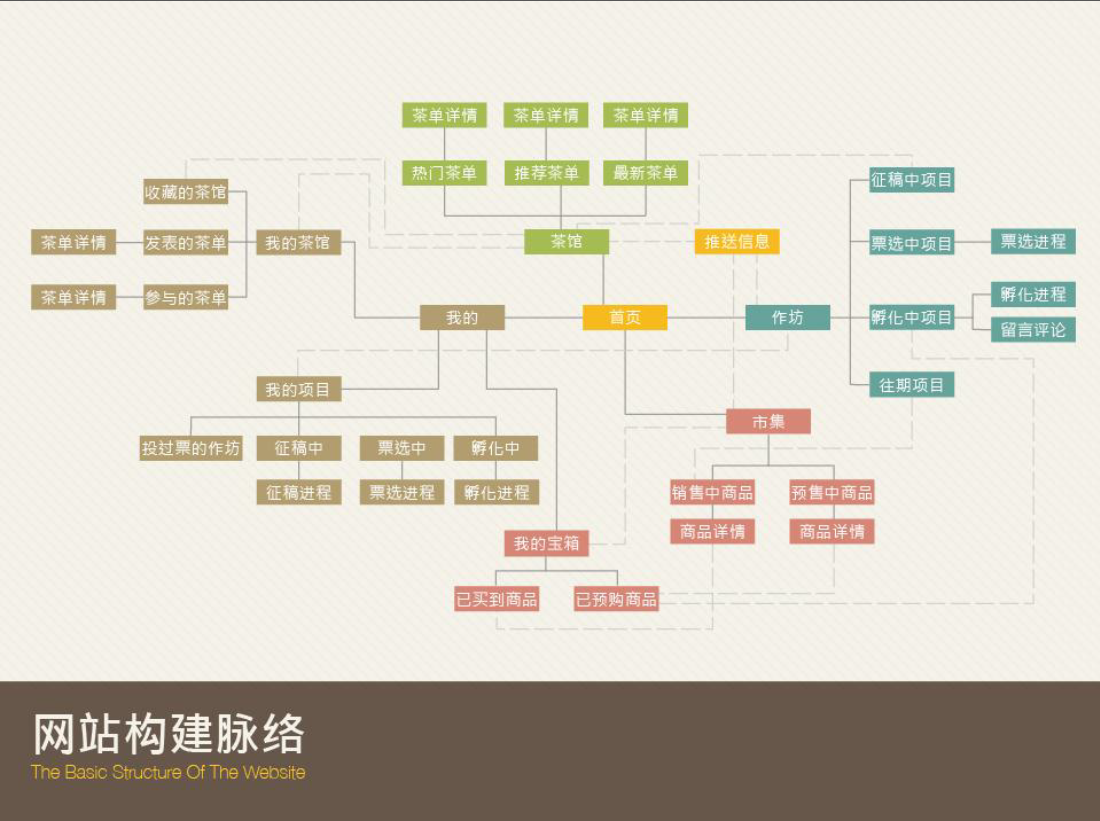 茶单详情
茶单详情
茶单详情
热门茶单
推荐茶单
最新茶单
征稿中项目
收藏的茶馆
茶单详情
发表的茶单
我的茶馆
茶馆
推送信息
票选中项目
票选进程
茶单详情
参与的茶单
孵化进程
我的
首页
作坊
孵化中项目
留言评论
我的项目
往期项目
市集
投过票的作坊
征稿中
票选中
孵化中
征稿进程
票选进程
孵化进程
销售中商品
预售中商品
商品详情
商品详情
我的宝箱
已买到商品
已预购商品
网站构建脉络
The Basic Structure Of The Website